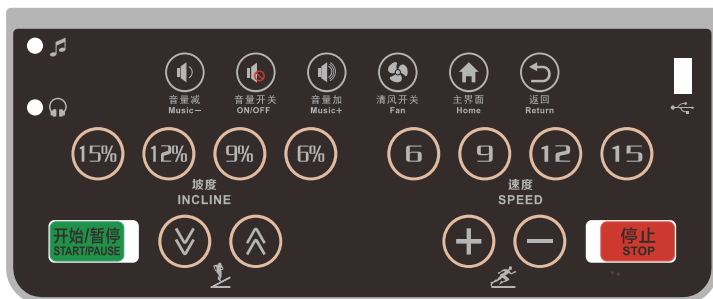 音量减
Music−
音量开关
ON/OFF
音量加
Music+
清风开关
Fan
主界面
Home
返回
Return
15%
12%
9%
6%
6
9
12
15
坡度
INCLINE
速度
SPEED
开始/暂停
START/PAUSE
停止
STOP